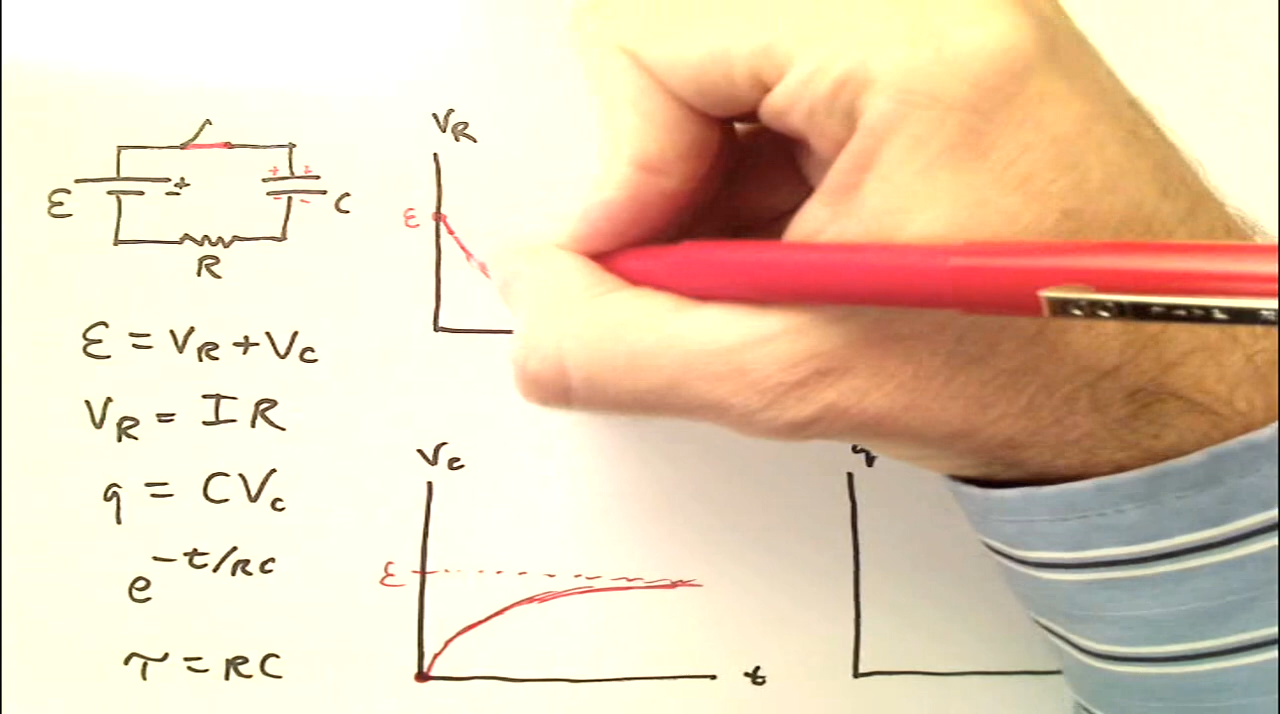 ε + - + + - - C
R
ε = VR + VC
VR = IR
q = CVc
e^-t/RC
τ = RC
VR
ε
Vc
ε
t
q